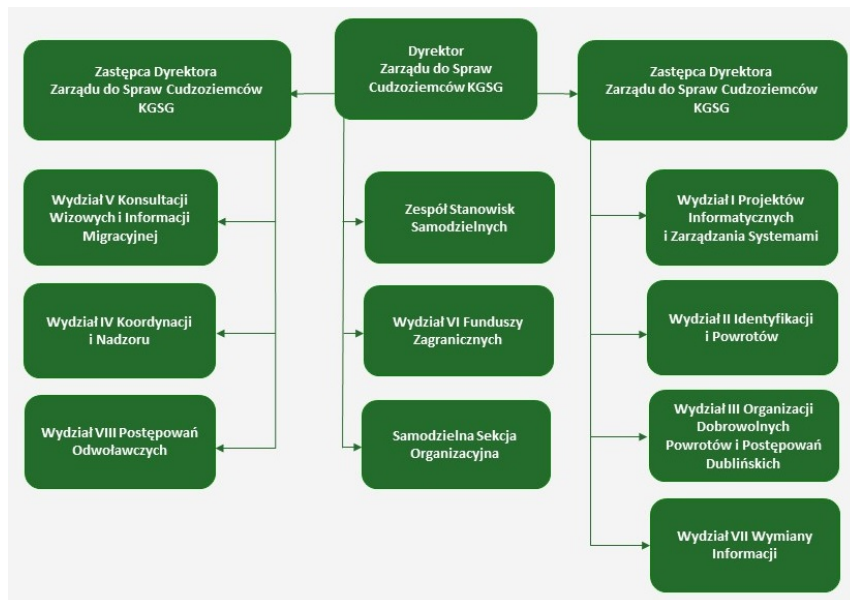 Dyrektor
Zarządu do Spraw
Cudzoziemców KGSG
Zastępca Dyrektora
Zarządu do Spraw Cudzoziemców
KGSG
Zastępca Dyrektora
Zarządu do Spraw Cudzoziemców
KGSG
Wydział V Konsultacji
Wizowych i Informacji
Migracyjnej
Wydział IV Koordynacji
i Nadzoru
Wydział VIII Postępowań
Odwoławczych
Zespół Stanowisk
Samodzielnych
Wydział VI Funduszy
Zagranicznych
Samodzielna Sekcja
Organizacyjna
Wydział I Projektów
Informatycznych
i Zarządzania Systemami
Wydział II Identyfikacji
i Powrotów
Wydział III Organizacji
Dobrowolnych
Powrotów i Postępowań
Dublińskich
Wydział VII Wymiany
Informacji